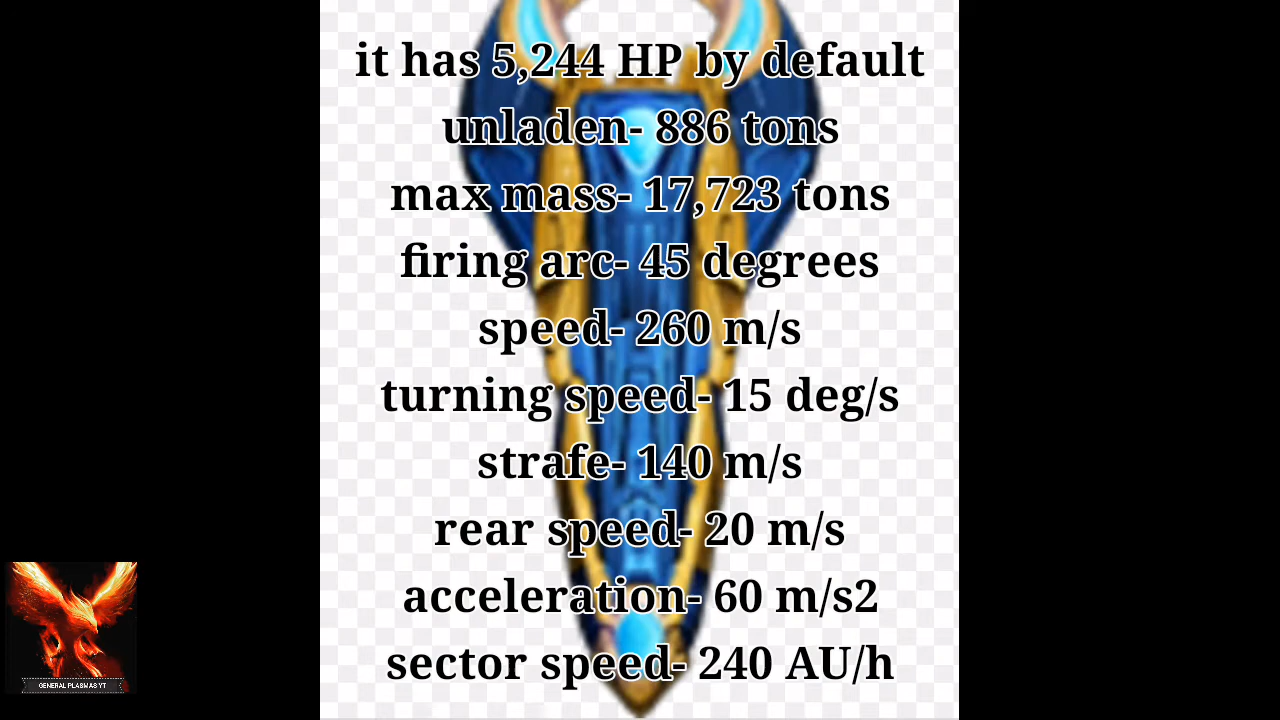 it has 5,244 HP by default
unladen- 886 tons
max mass- 17,723 tons
firing arc- 45 degrees
speed- 260 m/s
turning speed- 15 deg/s
strafe- 140 m/s
rear speed- 20 m/s
acceleration- 60 m/s2
sector speed- 240 AU/h
GENERAL PLASMAS YT